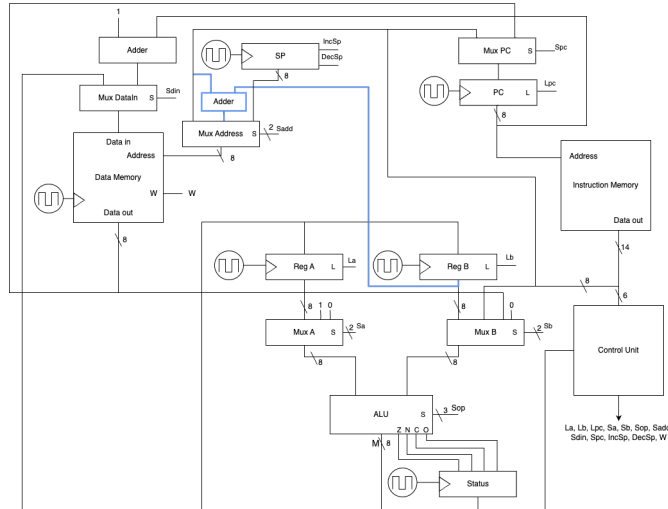 1
IncSp
SP
DecSp
8
Adder
Mux PC
S
Spc
PC
L
Lpc
8
Mux DataIn
S
Sdin
Adder
Mux Address
S
2
Sadd
8
Data in
Address
Data Memory
W
W
Data out
8
Address
Instruction Memory
Data out
14
8
6
La
Reg A
L
Lb
Reg B
L
8
1
0
8
0
Mux A
S
2
Sa
8
Mux B
S
2
Sb
8
Control Unit
ALU
S
3
Sop
Z N C O
M
8
Status
La, Lb, Lpc, Sa, Sb, Sop, Sadd
Sdin, Spc, IncSp, DecSp, W